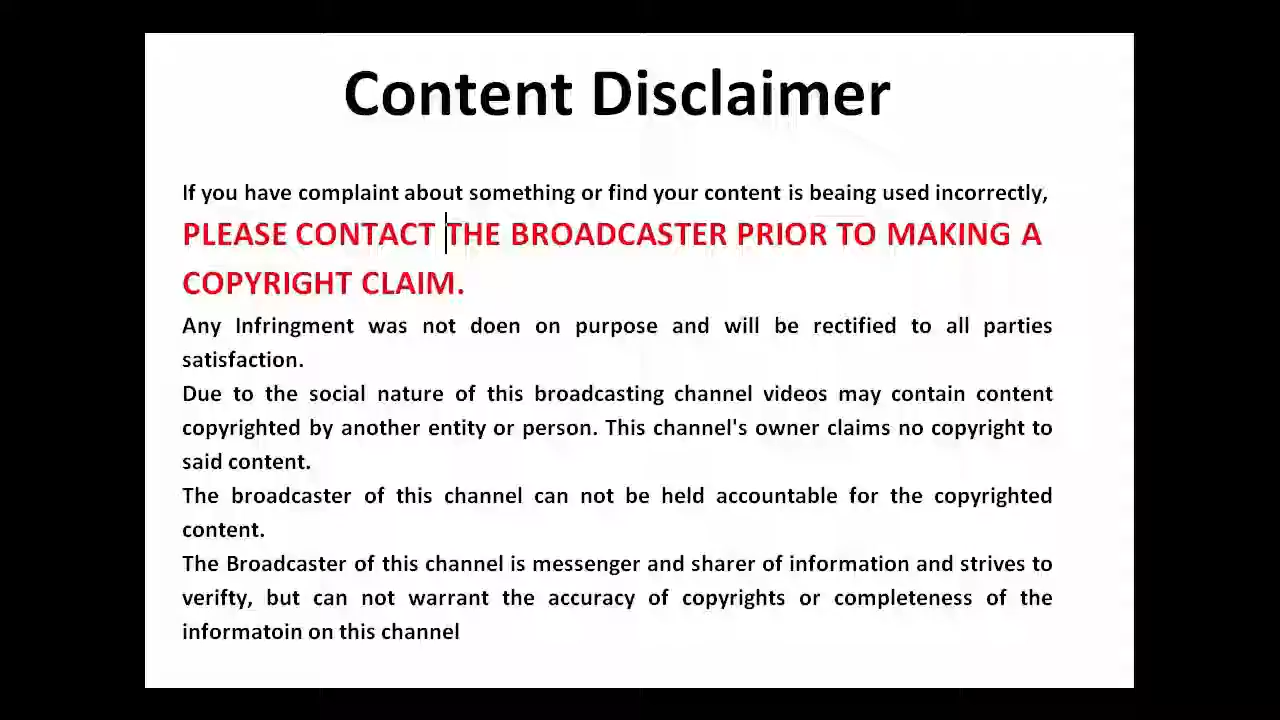 Content Disclaimer
If you have complaint about something or find your content is beaing used incorrectly,
PLEASE CONTACT THE BROADCASTER PRIOR TO MAKING A
COPYRIGHT CLAIM.
Any Infringment was not doen on purpose and will be rectified to all parties
satisfaction.
Due to the social nature of this broadcasting channel videos may contain content
copyrighted by another entity or person. This channel's owner claims no copyright to
said content.
The broadcaster of this channel can not be held accountable for the copyrighted
content.
The Broadcaster of this channel is messenger and sharer of information and strives to
verifty, but can not warrant the accuracy of copyrights or completeness of the
informatoin on this channel